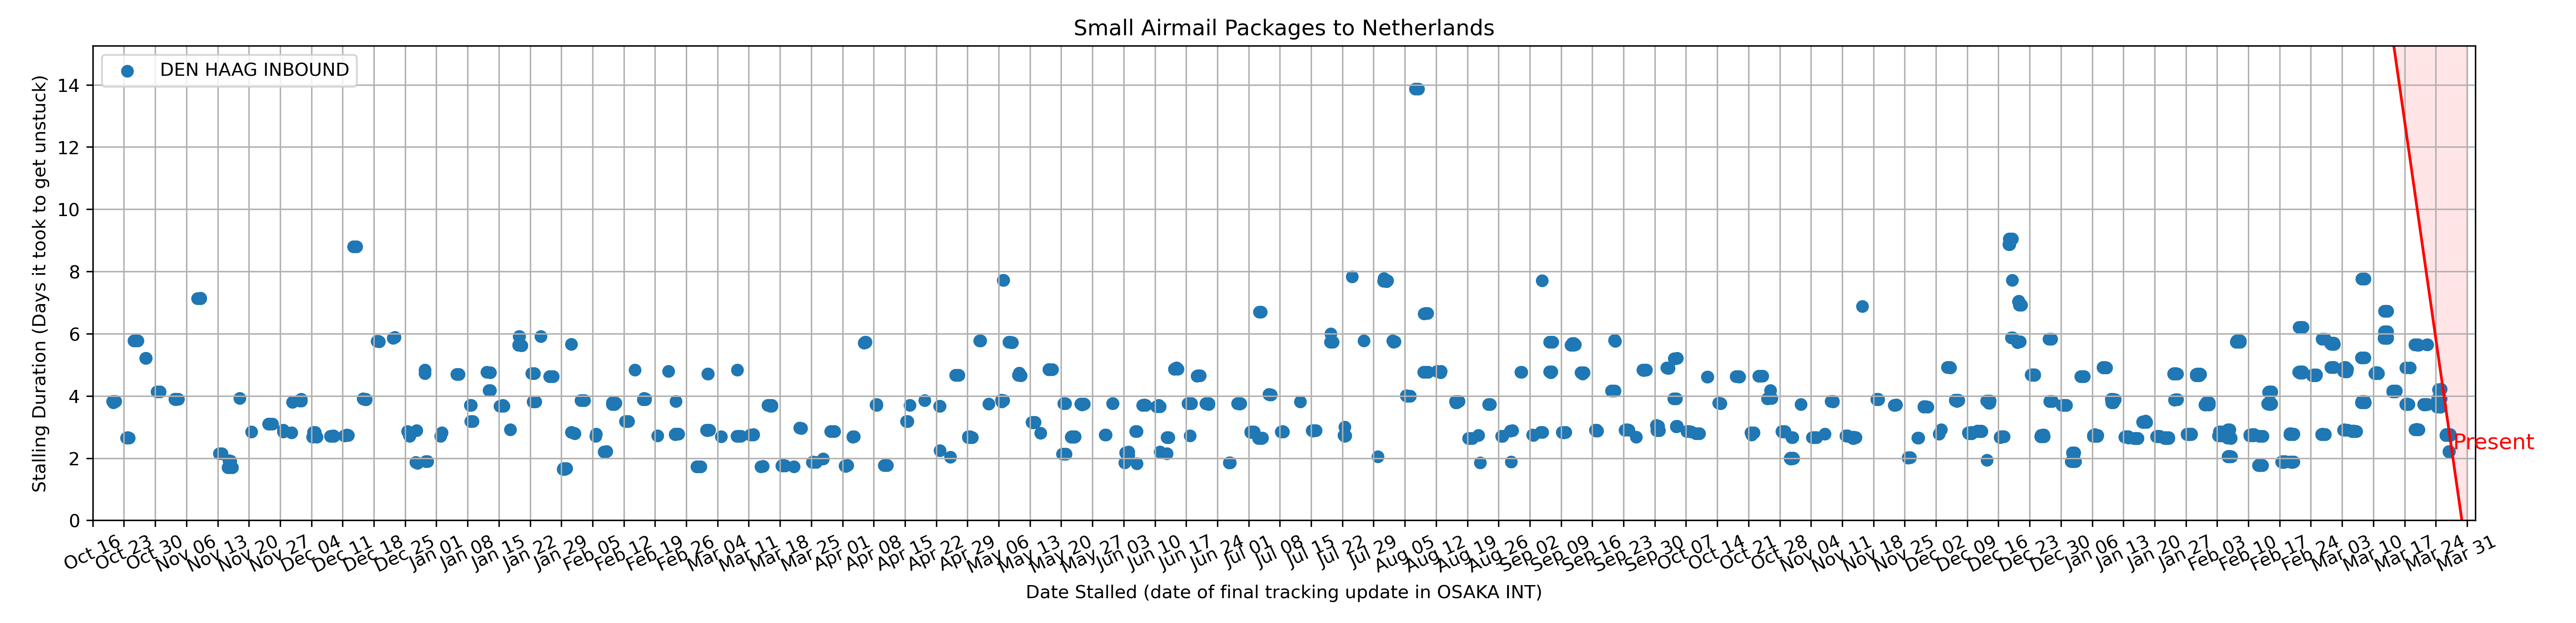 Small Airmail Packages to Netherlands
DEN HAAG INBOUND
Stalling Duration (Days it took to get unstuck)
14
12
10
8
6
4
2
0
Present
Oct 16
Oct 23
Oct 30
Nov 06
Nov 13
Nov 20
Nov 27
Dec 04
Dec 11
Dec 18
Dec 25
Jan 01
Jan 08
Jan 15
Jan 22
Jan 29
Feb 05
Feb 12
Feb 19
Feb 26
Mar 04
Mar 11
Mar 18
Mar 25
Apr 01
Apr 08
Apr 15
Apr 22
Apr 29
May 06
May 13
May 20
May 27
Jun 03
Jun 10
Jun 17
Jun 24
Jul 01
Jul 08
Jul 15
Jul 22
Jul 29
Aug 05
Aug 12
Aug 19
Aug 26
Sep 02
Sep 09
Sep 16
Sep 23
Sep 30
Oct 07
Oct 14
Oct 21
Oct 28
Nov 04
Nov 11
Nov 18
Nov 25
Dec 02
Dec 09
Dec 16
Dec 23
Dec 30
Jan 06
Jan 13
Jan 20
Jan 27
Feb 03
Feb 10
Feb 17
Feb 24
Mar 03
Mar 10
Mar 17
Mar 24
Mar 31
Date Stalled (date of final tracking update in OSAKA INT)